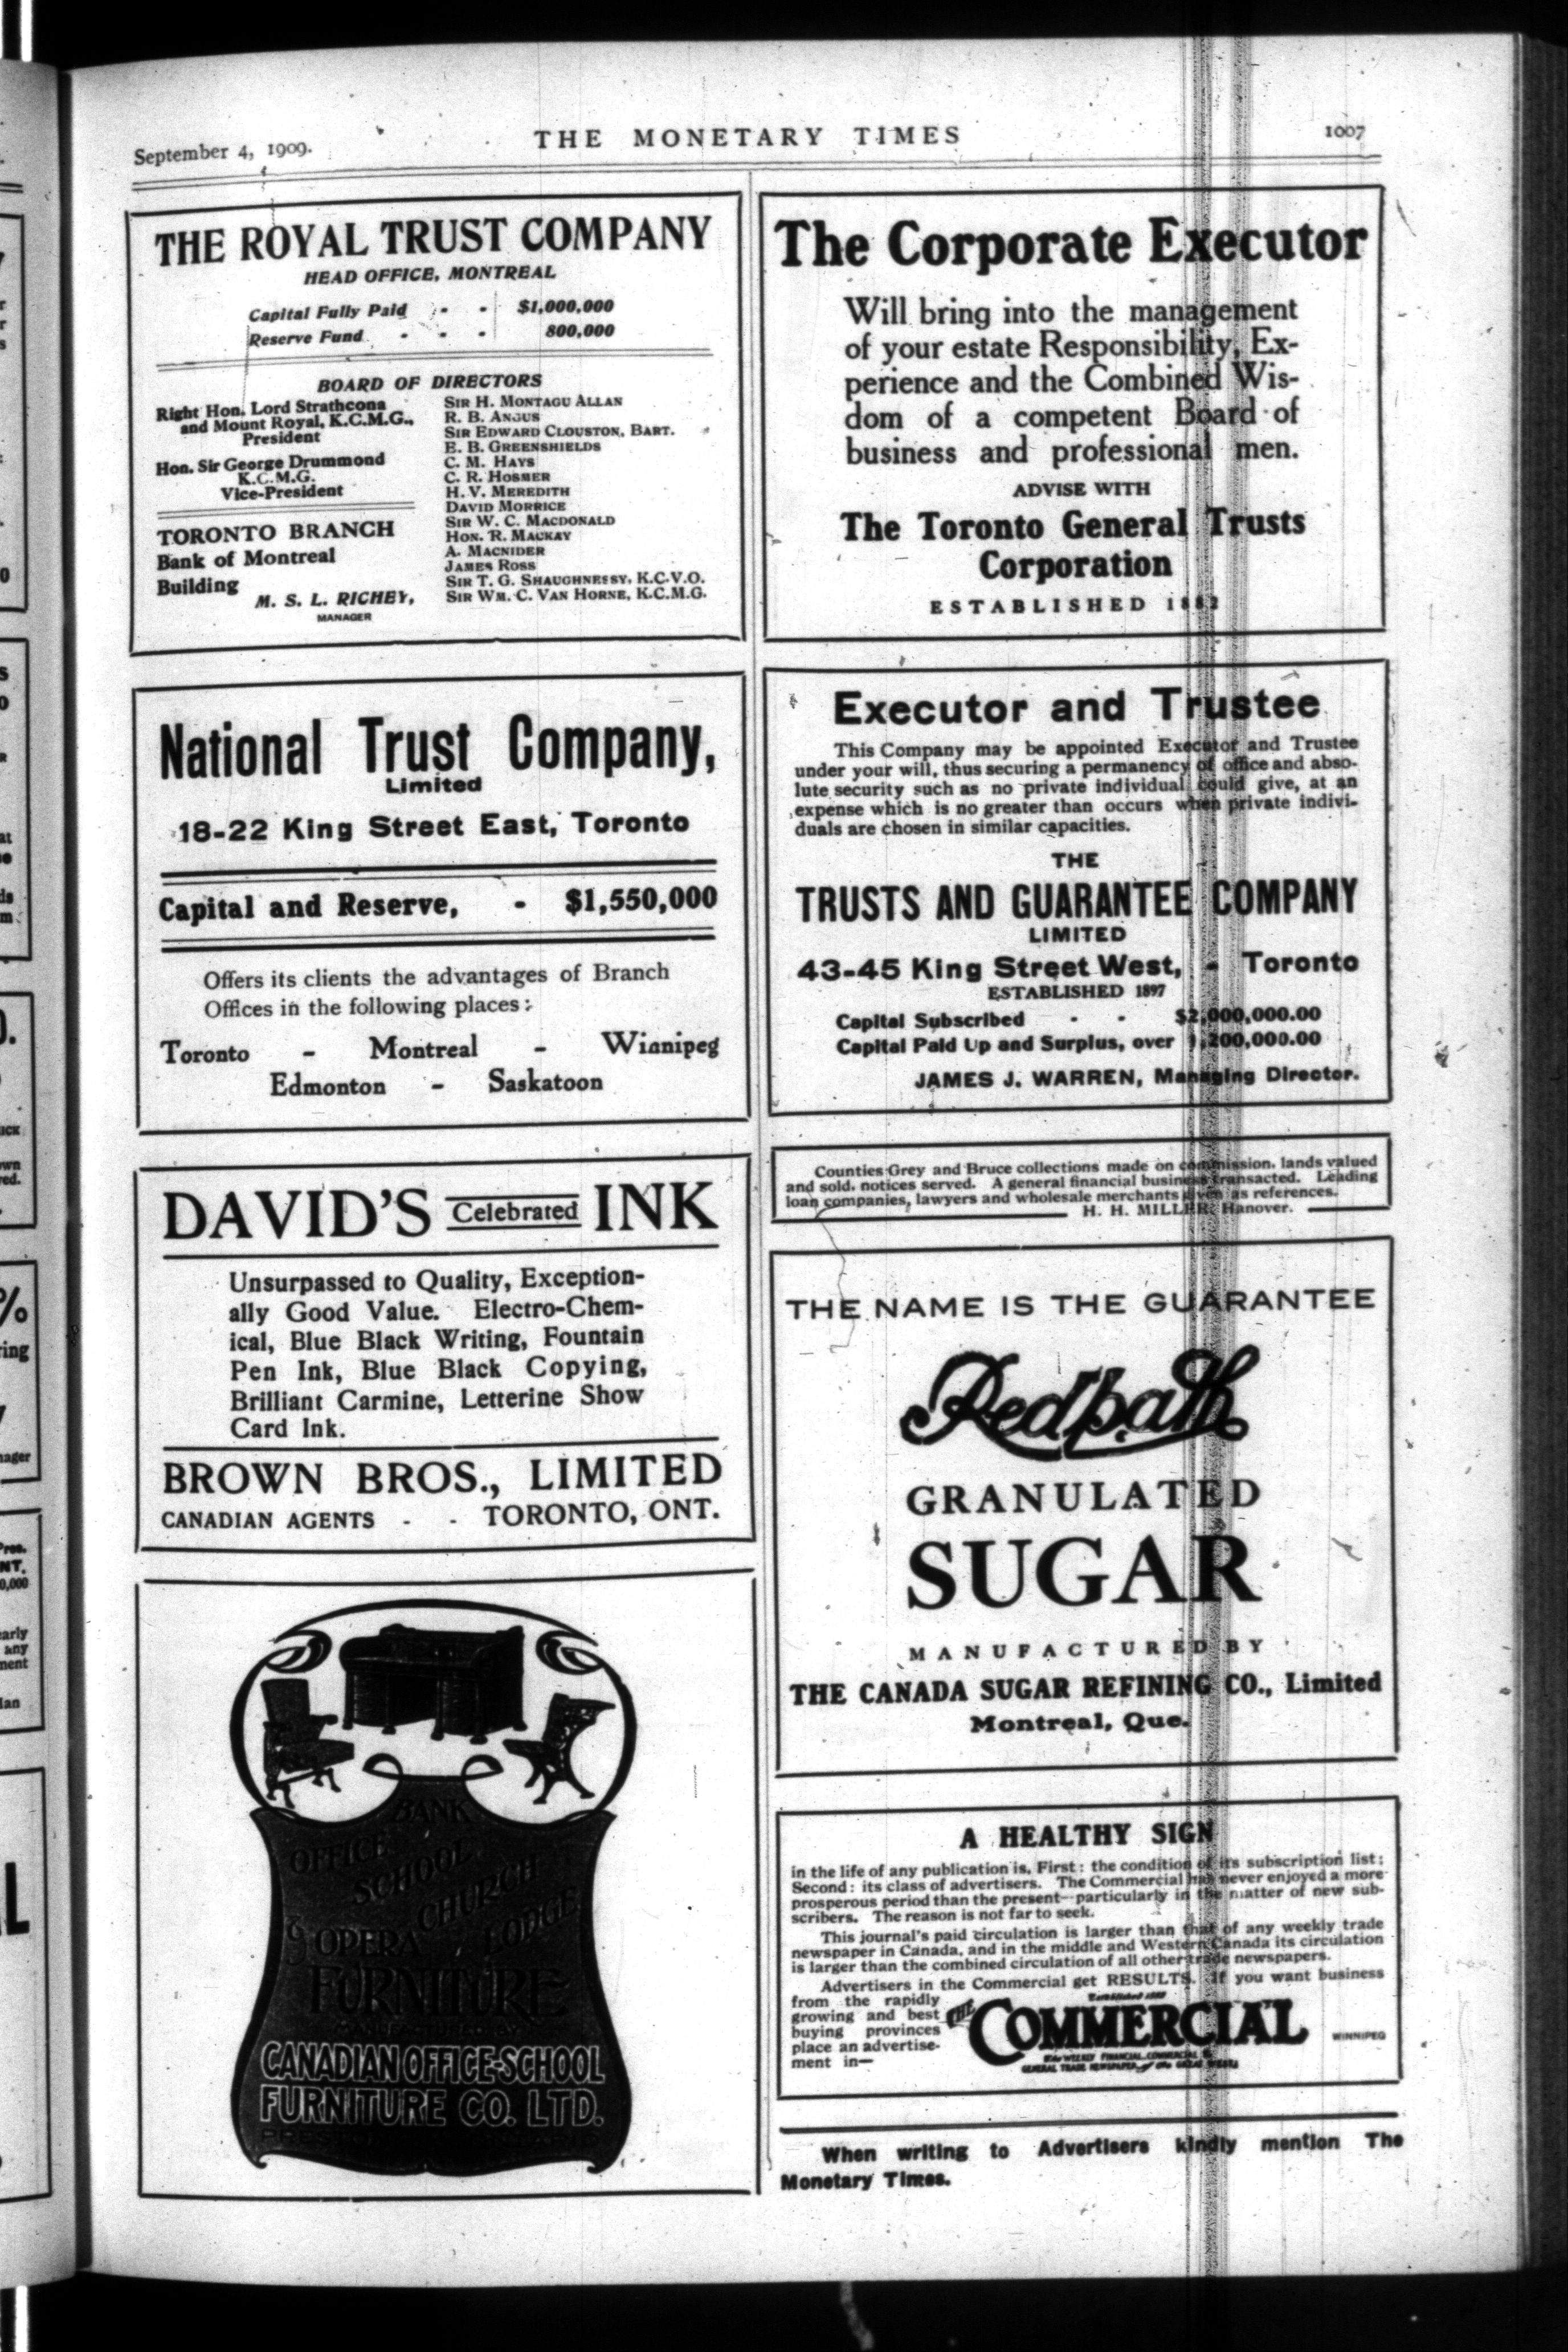 September 4, 1909.
THE MONETARY TIMES
1007
THE ROYAL TRUST COMPANY
HEAD OFFICE, MONTREAL
Capital Fully Paid - - $1,000,000
Reserve Fund - - - 800,000
BOARD OF DIRECTORS
Right Hon. Lord Strathcona
and Mount Royal, K.C.M.G.,
President
Hon. Sir George Drummond
K.C.M.G.
Vice-President
TORONTO BRANCH
Bank of Montreal
Building
M. S. L. RICHEY,
MANAGER
SIR H. MONTAGU ALLAN
R. B. ANGUS
SIR EDWARD CLOUSTON, BART.
E. B. GREENSHIELDS
C. M. HAYS
C. R. HOSMER
H. V. MEREDITH
DAVID MORRICE
SIR W. C. MACDONALD
HON. R. MACKAY
A. MACNIDER
JAMES ROSS
SIR T. G. SHAUGHNESSY, K.C.V.O.
SIR WM. C. VAN HORNE, K.C.M.G.
National Trust Company,
Limited
18-22 King Street East, Toronto
Capital and Reserve, - $1,550,000
Offers its clients the advantages of Branch
Offices in the following places:
Toronto - Montreal - Winnipeg
Edmonton - Saskatoon
DAVID'S Celebrated INK
Unsurpassed to Quality, Exception-
ally Good Value. Electro-Chem-
ical, Blue Black Writing, Fountain
Pen Ink, Blue Black Copying,
Brilliant Carmine, Letterine Show
Card Ink.
BROWN BROS., LIMITED
CANADIAN AGENTS - - TORONTO, ONT.
BANK
OFFICE
SCHOOL
CHURCH
LODGE
& OPERA
FURNITURE
MANUFACTURED BY
CANADIAN OFFICE-SCHOOL
FURNITURE CO. LTD.
The Corporate Executor
Will bring into the management
of your estate Responsibility, Ex-
perience and the Combined Wis-
dom of a competent Board of
business and professional men.
ADVISE WITH
The Toronto General Trusts
Corporation
ESTABLISHED 1882
Executor and Trustee
This Company may be appointed Executor and Trustee
under your will, thus securing a permanency of office and abso-
lute security such as no private individual could give, at an
expense which is no greater than occurs when private indivi-
duals are chosen in similar capacities.
THE
TRUSTS AND GUARANTEE COMPANY
LIMITED
43-45 King Street West, - Toronto
ESTABLISHED 1897
Capital Subscribed - - $2,000,000.00
Capital Paid Up and Surplus, over 1,200,000.00
JAMES J. WARREN, Managing Director.
Counties Grey and Bruce collections made on commission, lands valued
and sold, notices served. A general financial business transacted. Leading
loan companies, lawyers and wholesale merchants given as references.
H. H. MILLER, Hanover.
THE NAME IS THE GUARANTEE
Redpath
GRANULATED
SUGAR
MANUFACTURED BY
THE CANADA SUGAR REFINING CO., Limited
Montreal, Que.
A HEALTHY SIGN
in the life of any publication is, First: the condition of its subscription list;
Second: its class of advertisers. The Commercial has never enjoyed a more
prosperous period than the present—particularly in the matter of new sub-
scribers. The reason is not far to seek.
This journal's paid circulation is larger than that of any weekly trade
newspaper in Canada, and in the middle and Western Canada its circulation
is larger than the combined circulation of all other trade newspapers.
Advertisers in the Commercial get RESULTS. If you want business
from the rapidly
growing and best
buying provinces
place an advertise-
ment in—
THE COMMERCIAL
WINNIPEG
When writing to Advertisers kindly mention The
Monetary Times.